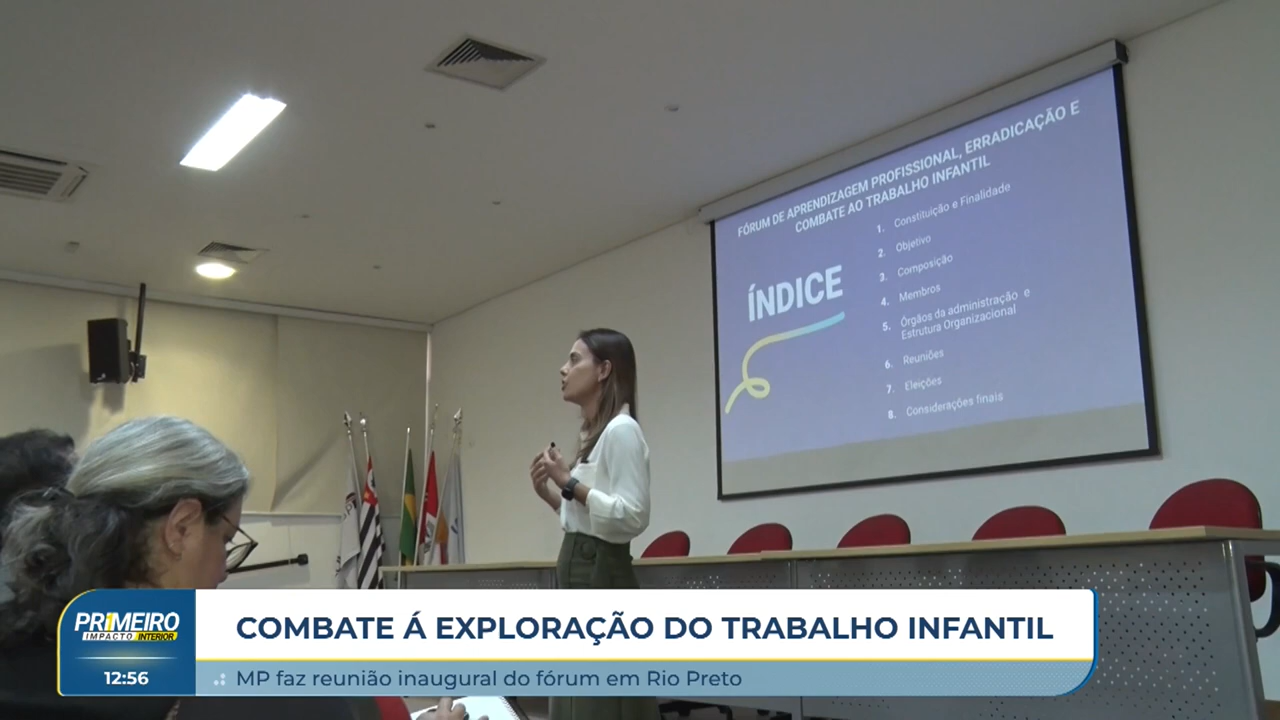 FÓRUM DE APRENDIZAGEM PROFISSIONAL, ERRADICAÇÃO E
COMBATE AO TRABALHO INFANTIL
ÍNDICE
1. Constituição e Finalidade
2. Objetivo
3. Composição
4. Membros
5. Órgãos da administração e
Estrutura Organizacional
6. Reuniões
7. Eleições
8. Considerações finais
PR1MEIRO
IMPACTO INTERIOR
12:56
COMBATE Á EXPLORAÇÃO DO TRABALHO INFANTIL
MP faz reunião inaugural do fórum em Rio Preto